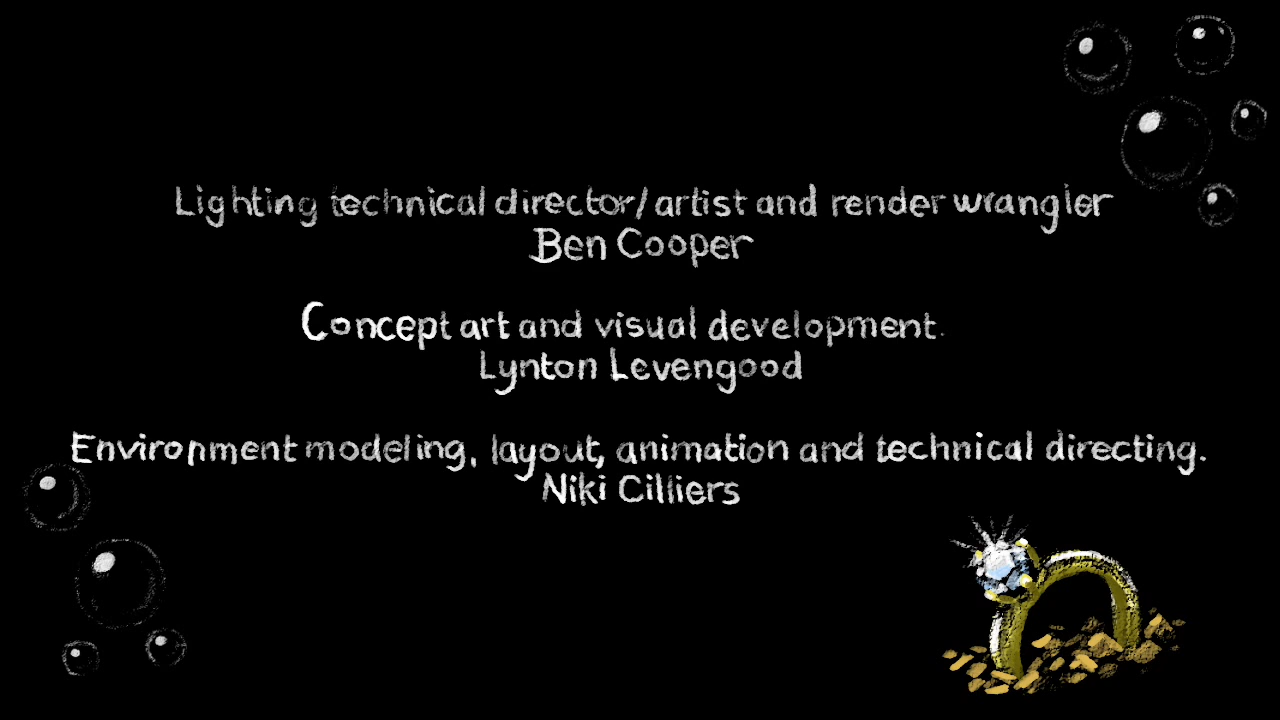 Lighting technical director/artist and render wrangler
Ben Cooper
Concept art and visual development.
Lynton Levengood
Environment modeling, layout, animation and technical directing.
Niki Cilliers